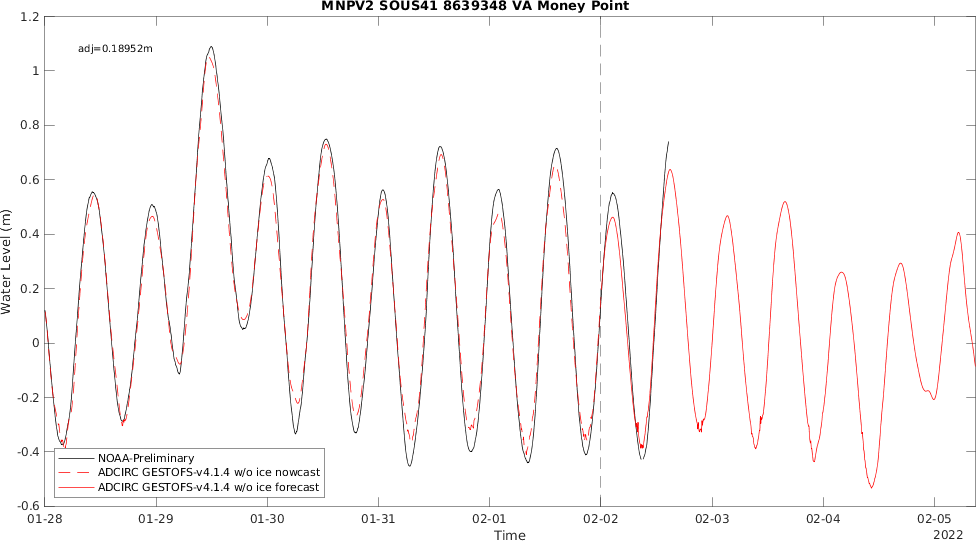 MNPV2 SOUS41 8639348 VA Money Point
adj=0.18952m
1.2
1
0.8
0.6
0.4
0.2
0
-0.2
-0.4
-0.6
Water Level (m)
NOAA-Preliminary
ADCIRC GESTOFS-v4.1.4 w/o ice nowcast
ADCIRC GESTOFS-v4.1.4 w/o ice forecast
01-28 01-29 01-30 01-31 02-01 02-02 02-03 02-04 02-05
Time
2022